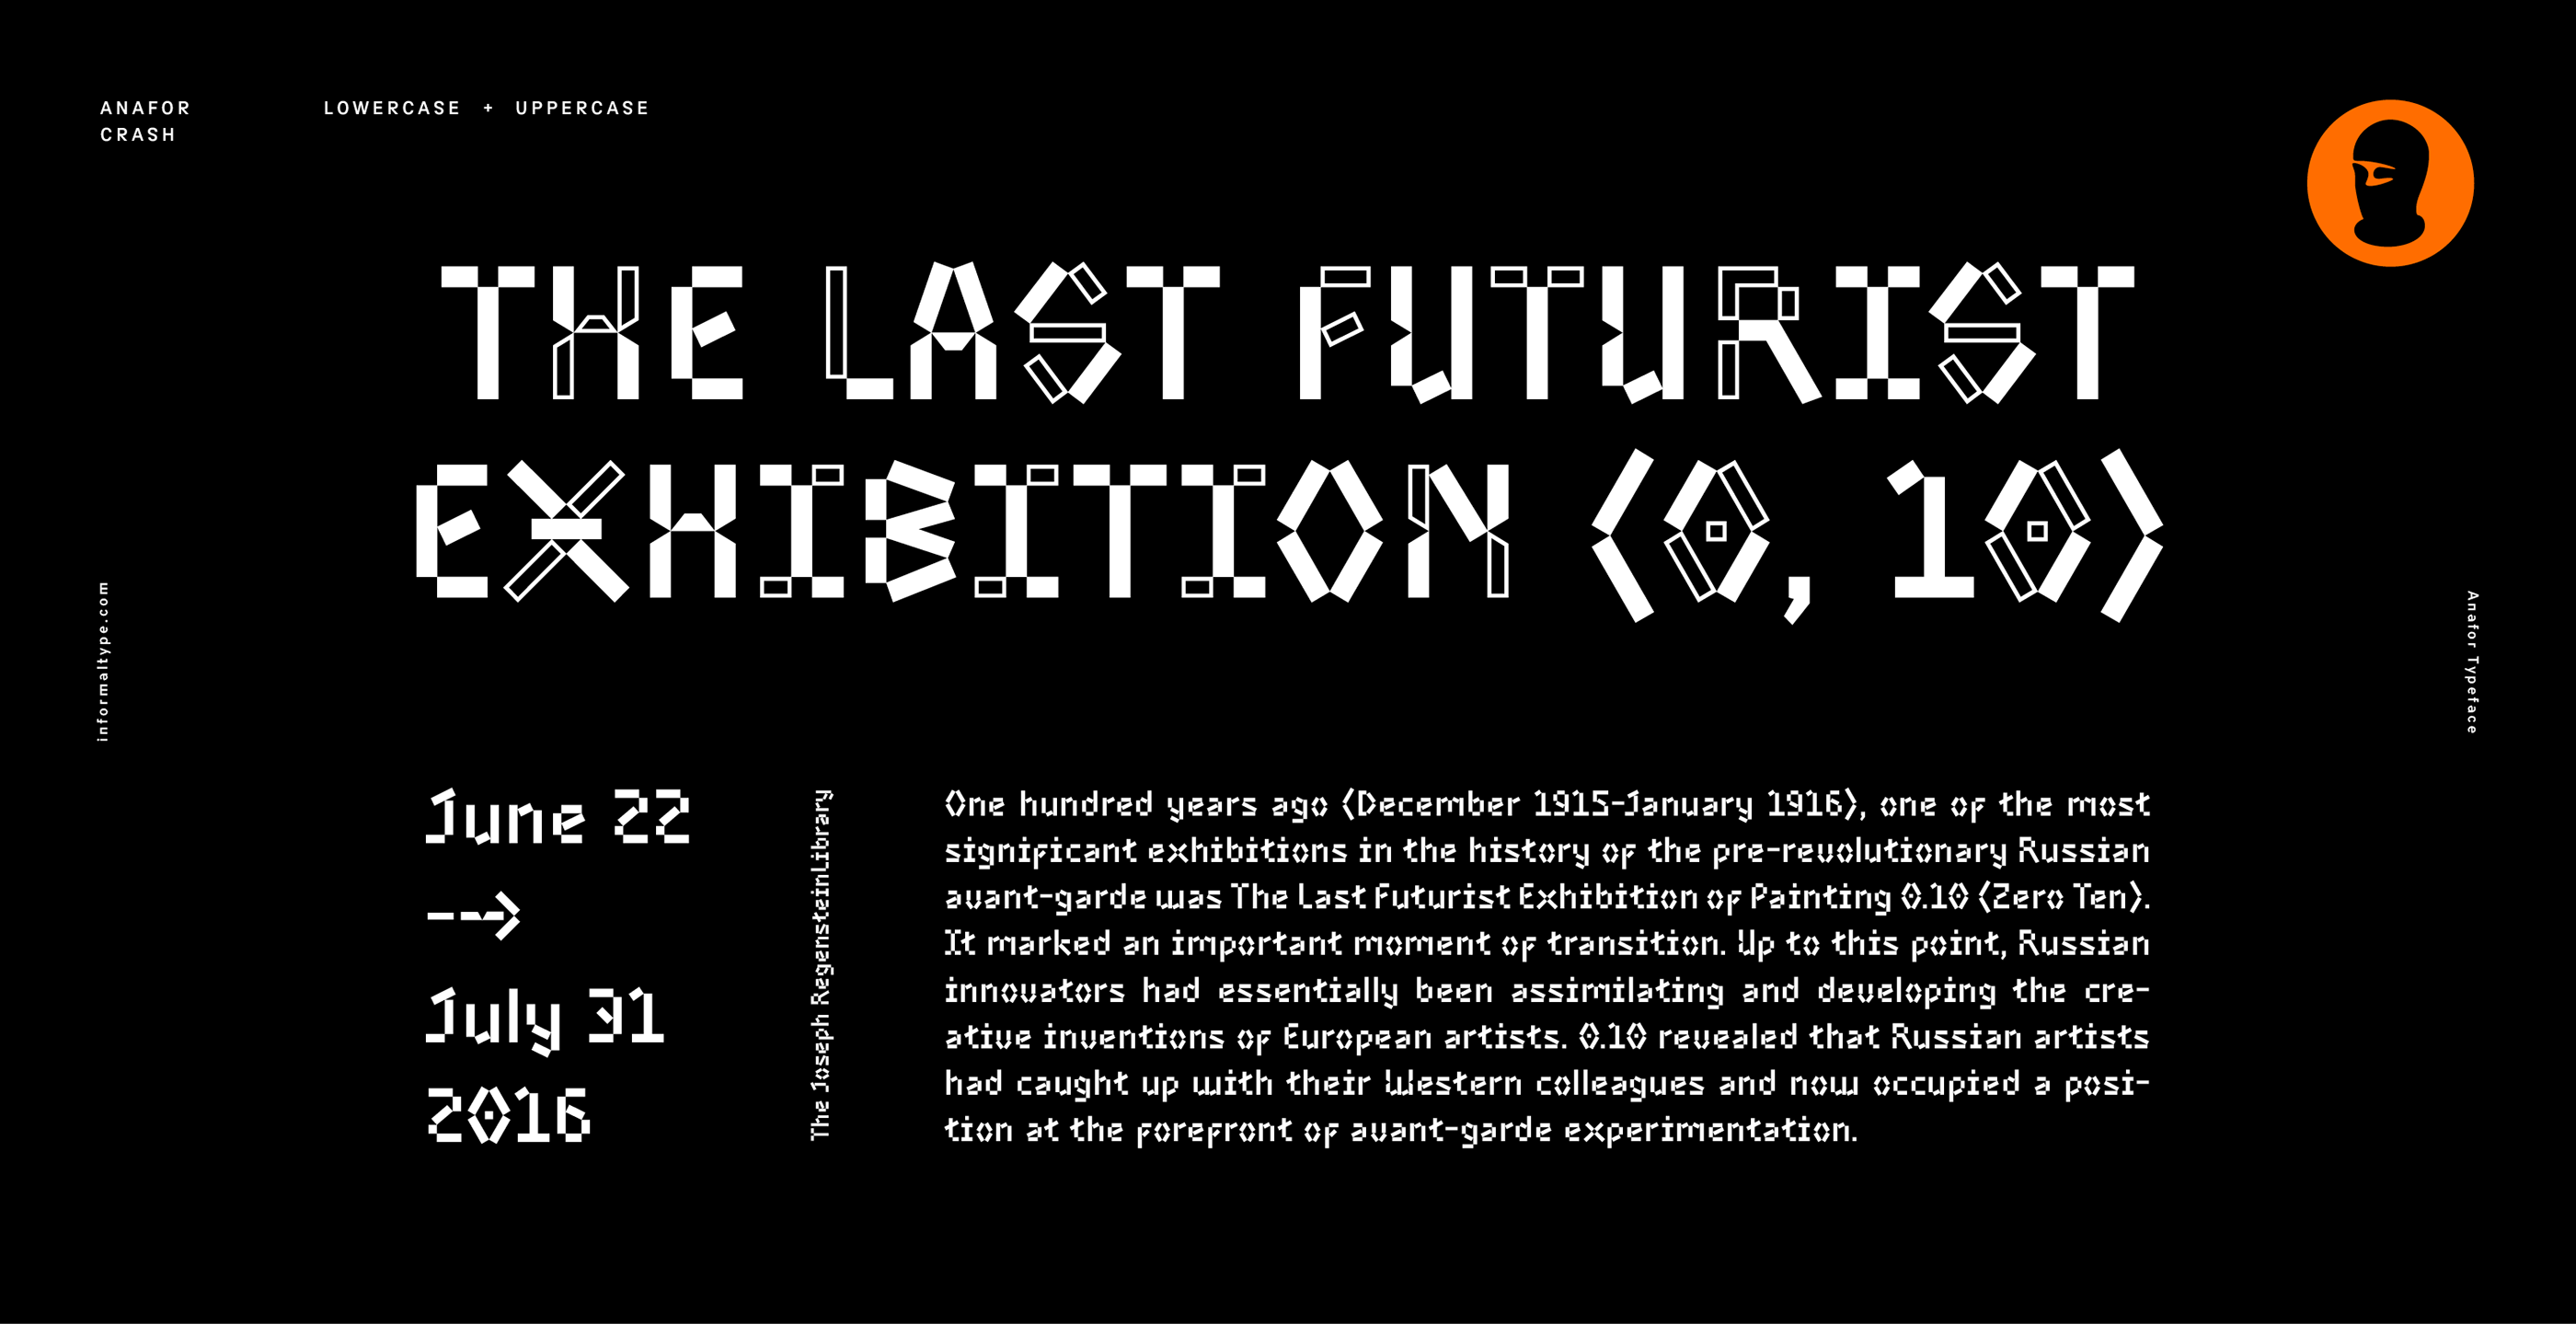 ANAFOR
CRASH
LOWERCASE + UPPERCASE
THE LAST FUTURIST
EXHIBITION (0, 10)
informaltype.com
Anafor Typeface
June 22
-->
July 31
2016
The Joseph RegensteinLibrary
One hundred years ago (December 1915-January 1916), one of the most
significant exhibitions in the history of the pre-revolutionary Russian
avant-garde was The Last Futurist Exhibition of Painting 0.10 (Zero Ten).
It marked an important moment of transition. Up to this point, Russian
innovators had essentially been assimilating and developing the cre-
ative inventions of European artists. 0.10 revealed that Russian artists
had caught up with their Western colleagues and now occupied a posi-
tion at the forefront of avant-garde experimentation.